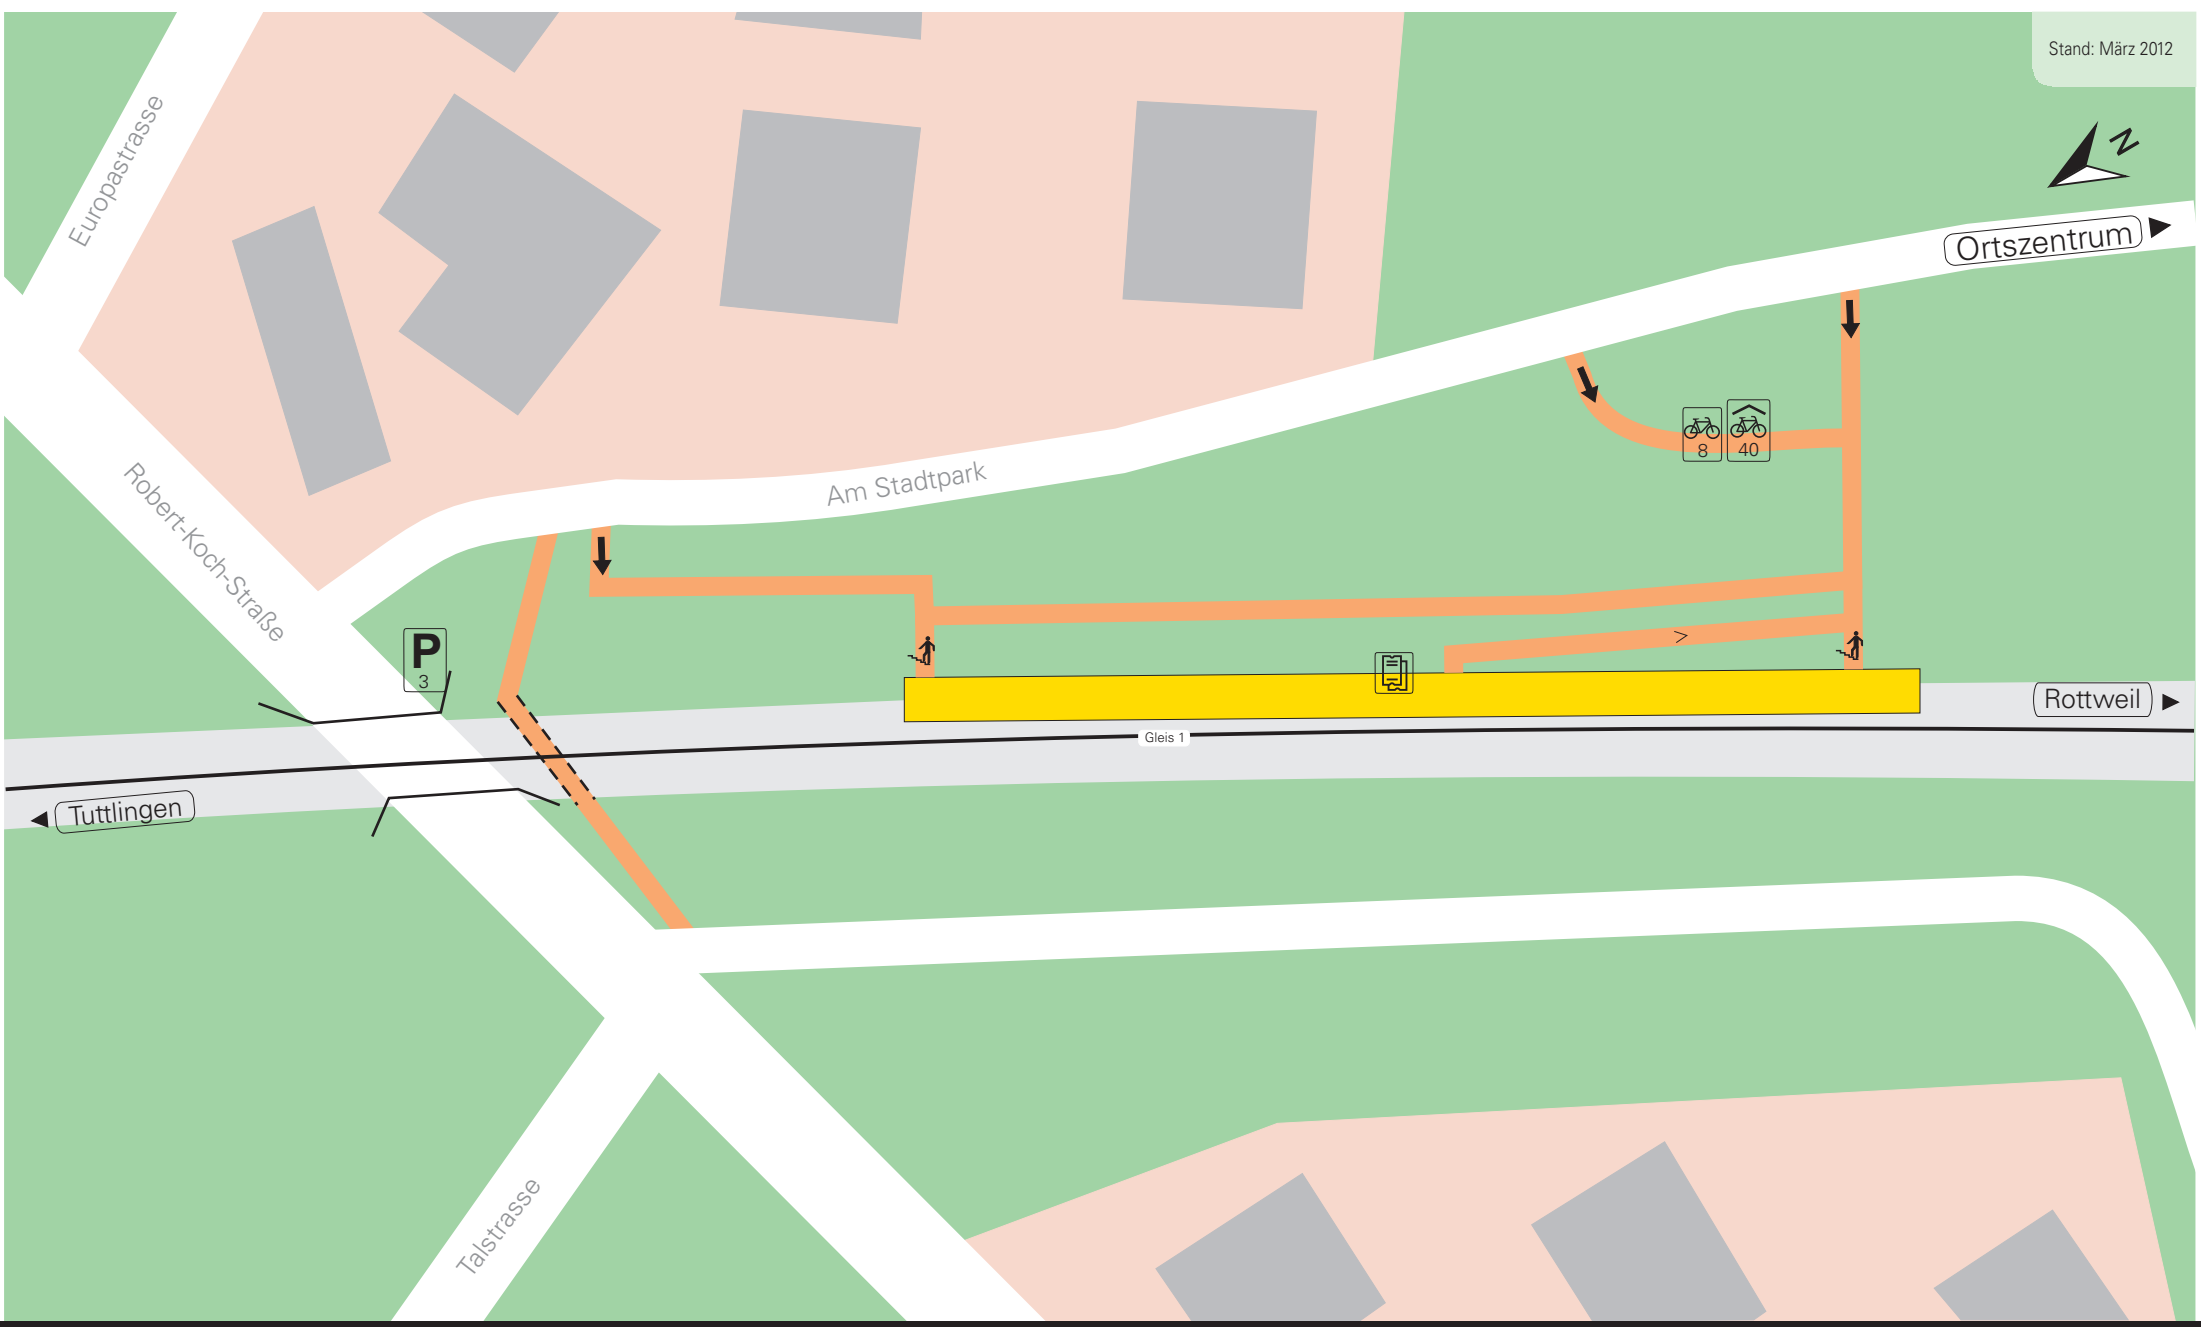 Stand: März 2012
N
Europastrasse
Ortszentrum
8
40
Am Stadtpark
Robert-Koch-Straße
P
3
Rottweil
Gleis 1
Tuttlingen
Talstrasse